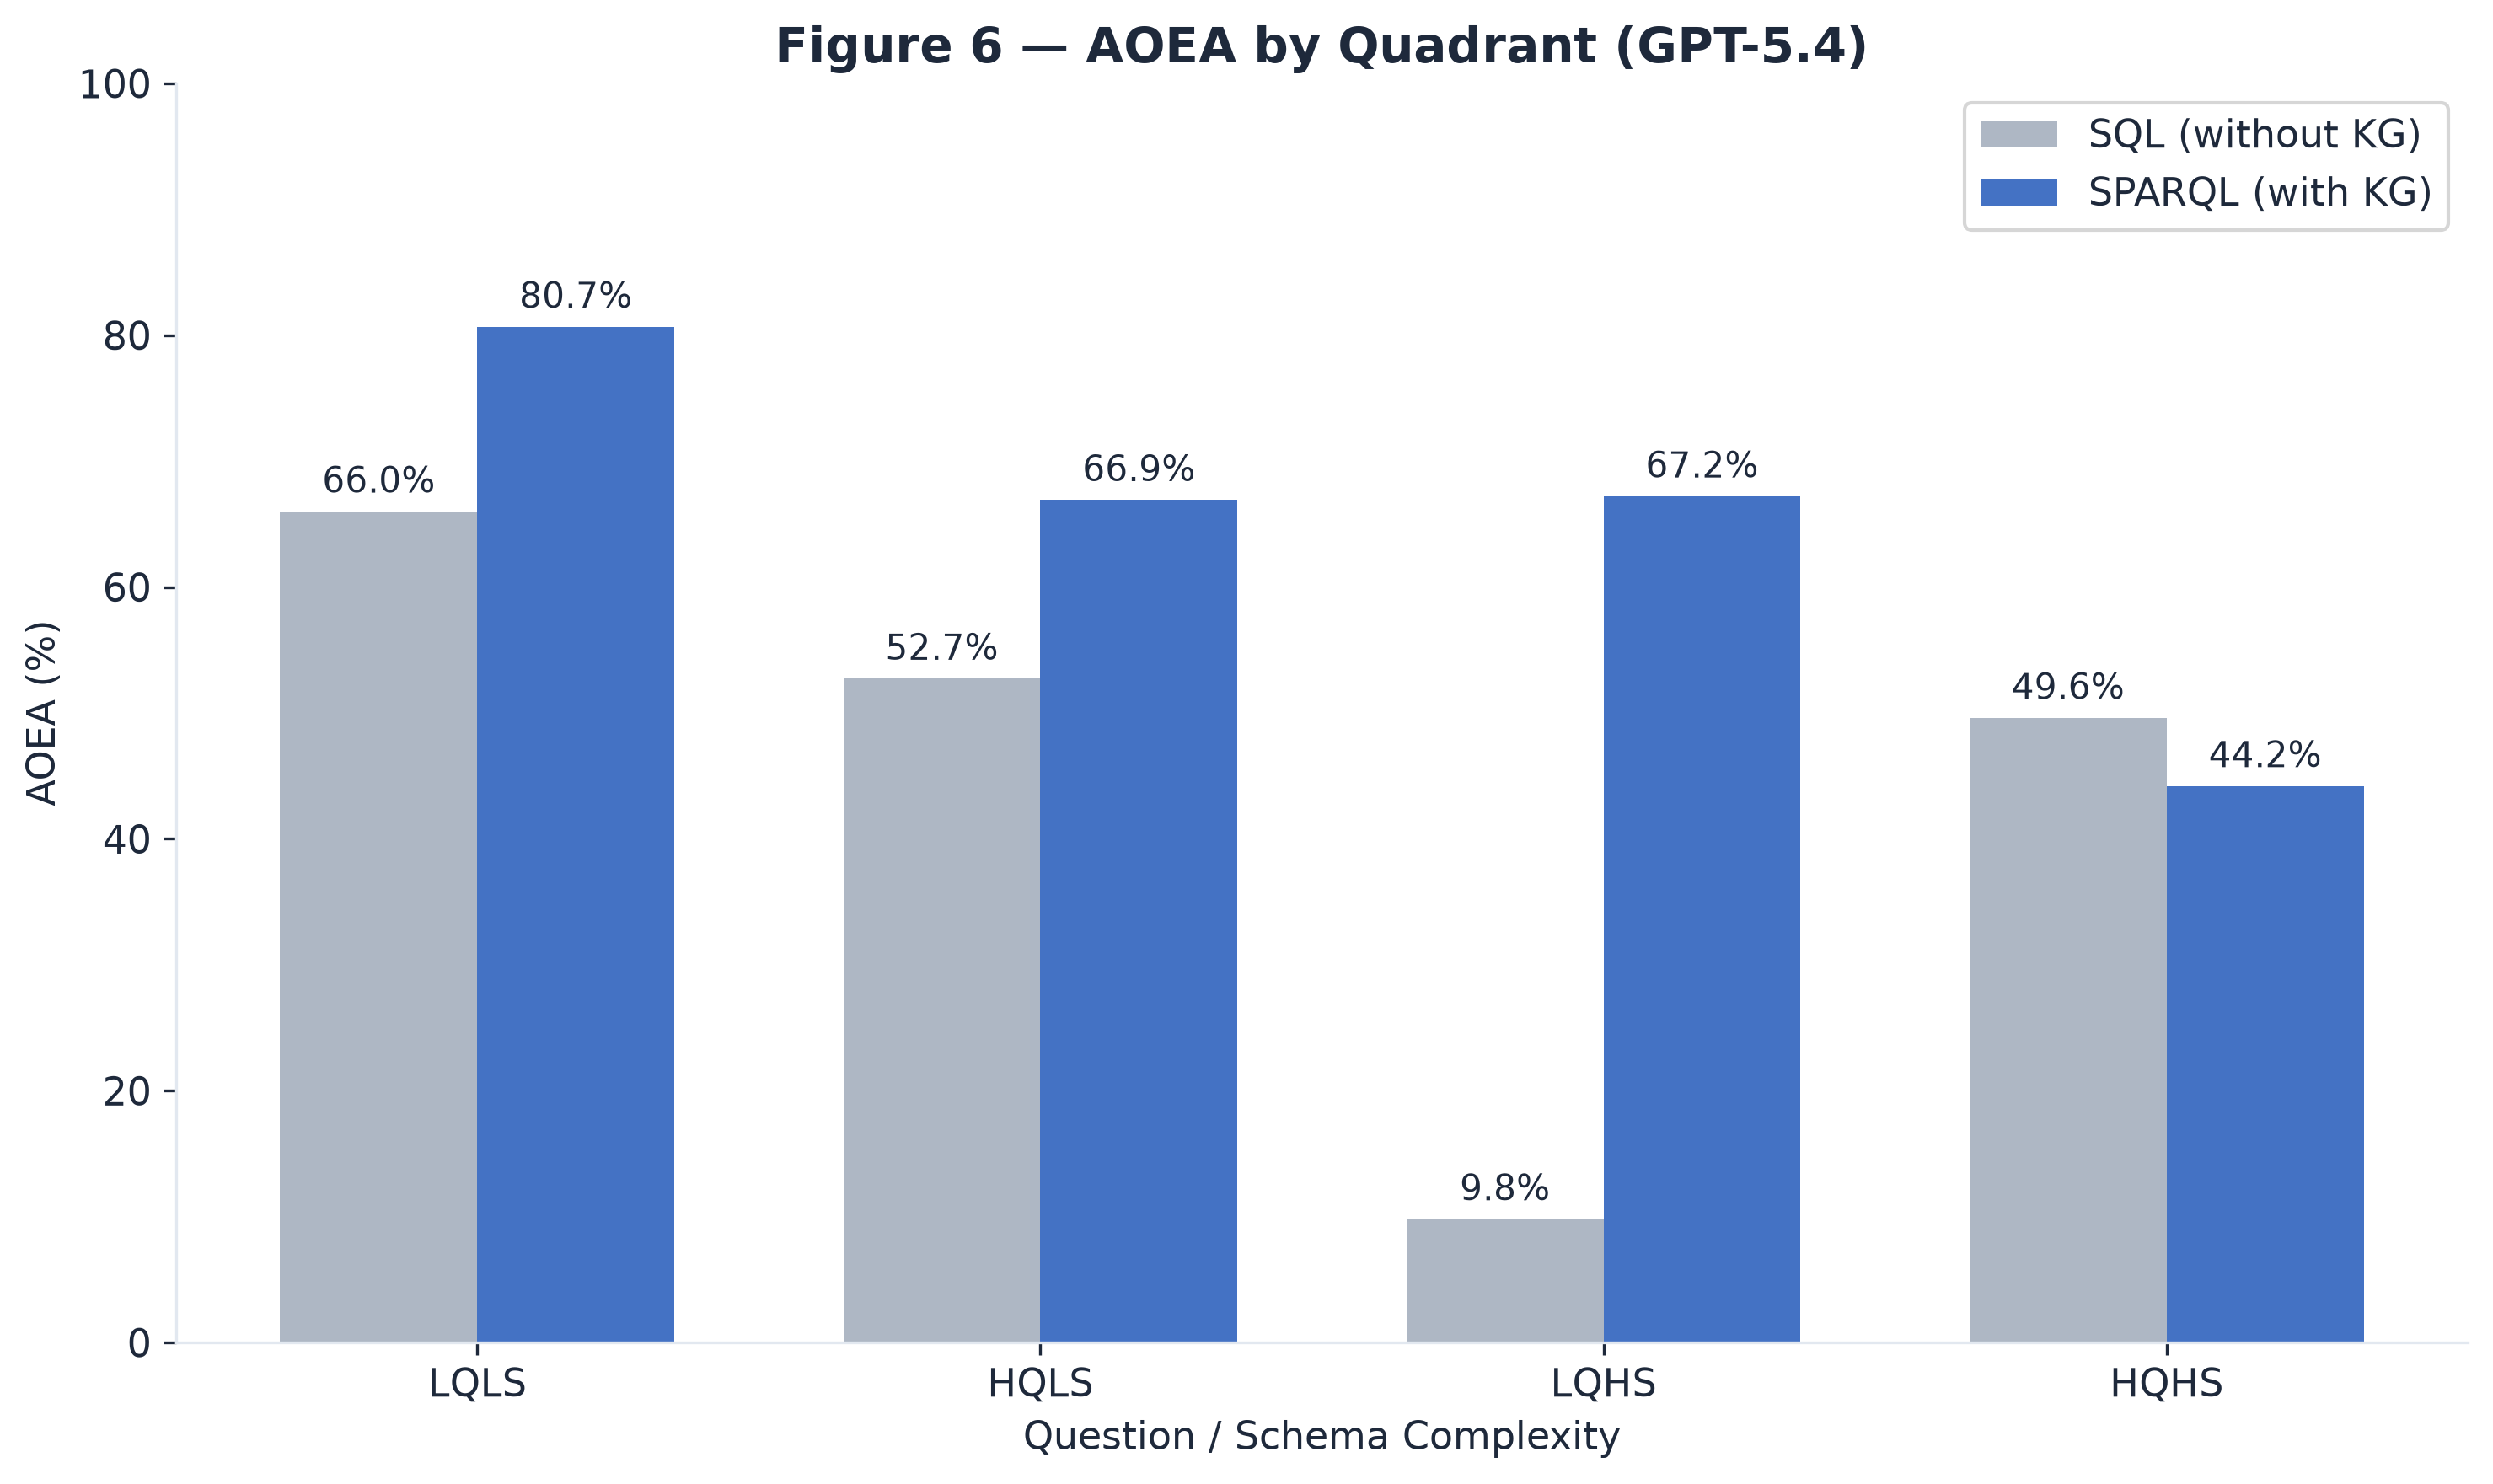 Figure 6 — AOEA by Quadrant (GPT-5.4)
SQL (without KG)
SPARQL (with KG)
AOEA (%)
100
80
60
40
20
0
66.0%
80.7%
52.7%
66.9%
9.8%
67.2%
49.6%
44.2%
LQLS
HQLS
LQHS
HQHS
Question / Schema Complexity